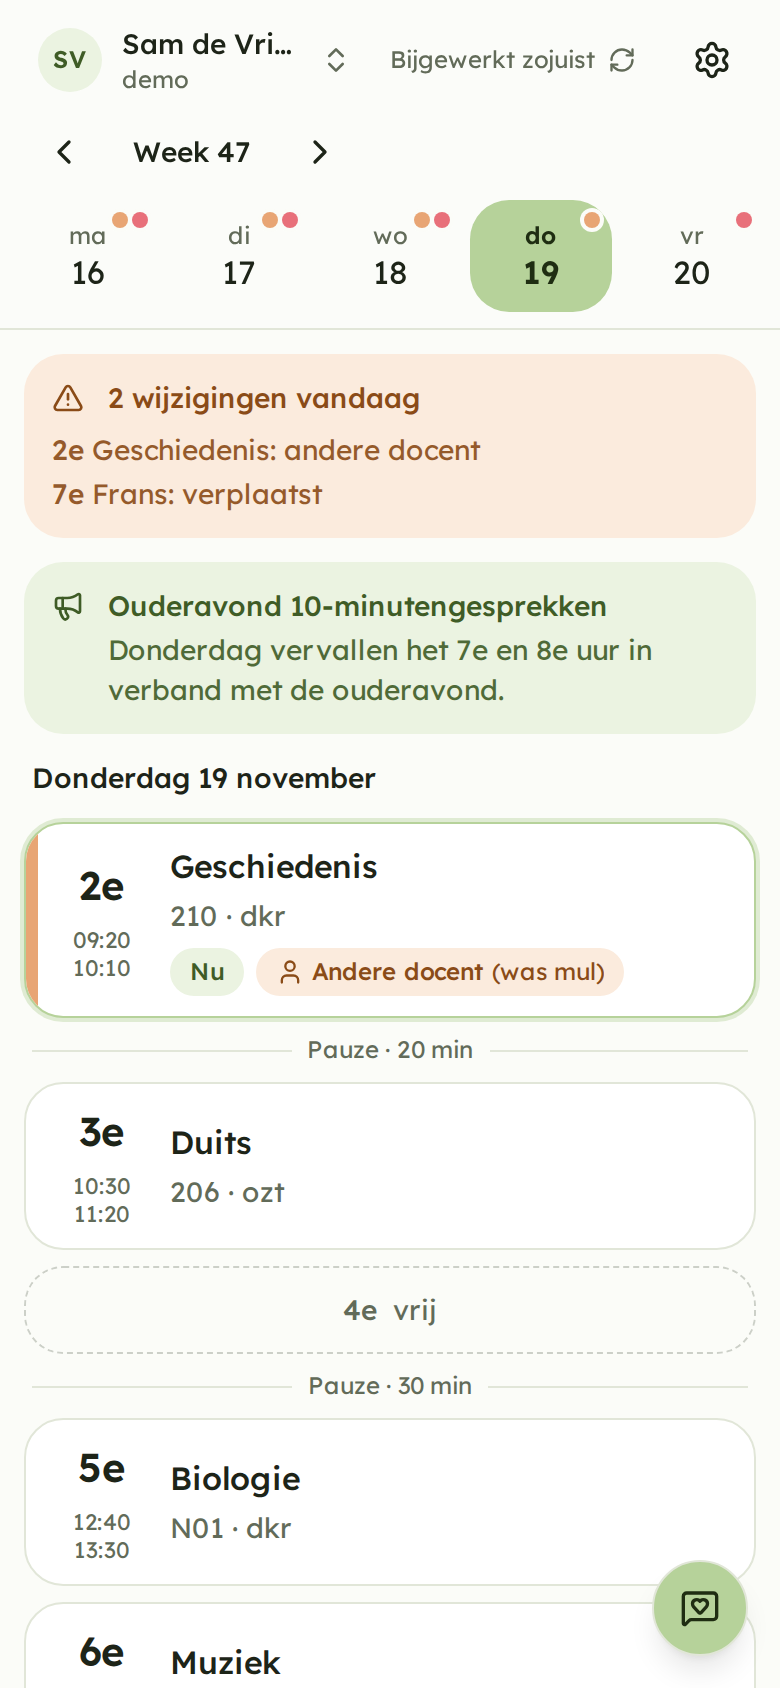 SV
Sam de Vri...
demo
Bijgewerkt zojuist
Week 47
ma di wo do vr
16 17 18 19 20
2 wijzigingen vandaag
2e Geschiedenis: andere docent
7e Frans: verplaatst
Ouderavond 10-minutengesprekken
Donderdag vervallen het 7e en 8e uur in
verband met de ouderavond.
Donderdag 19 november
2e
09:20
10:10
Geschiedenis
210 · dkr
Nu
Andere docent (was mul)
Pauze · 20 min
3e
10:30
11:20
Duits
206 · ozt
4e vrij
Pauze · 30 min
5e
12:40
13:30
Biologie
N01 · dkr
6e
Muziek